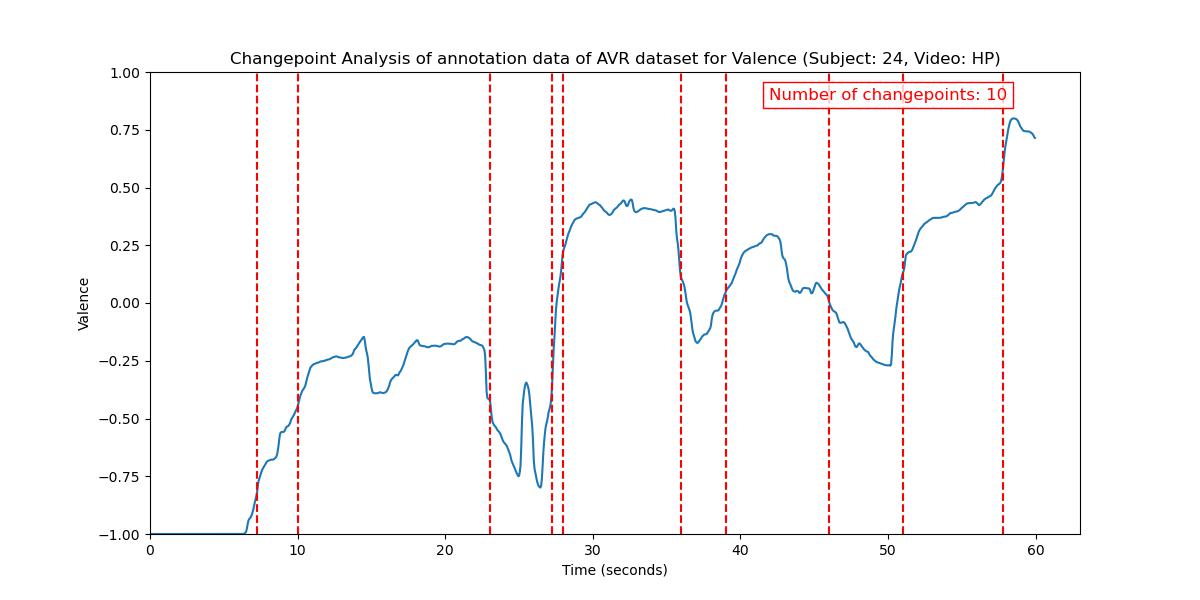 Changepoint Analysis of annotation data of AVR dataset for Valence (Subject: 24, Video: HP)
Number of changepoints: 10
1.00
0.75
0.50
0.25
0.00
−0.25
−0.50
−0.75
−1.00
Valence
0 10 20 30 40 50 60
Time (seconds)